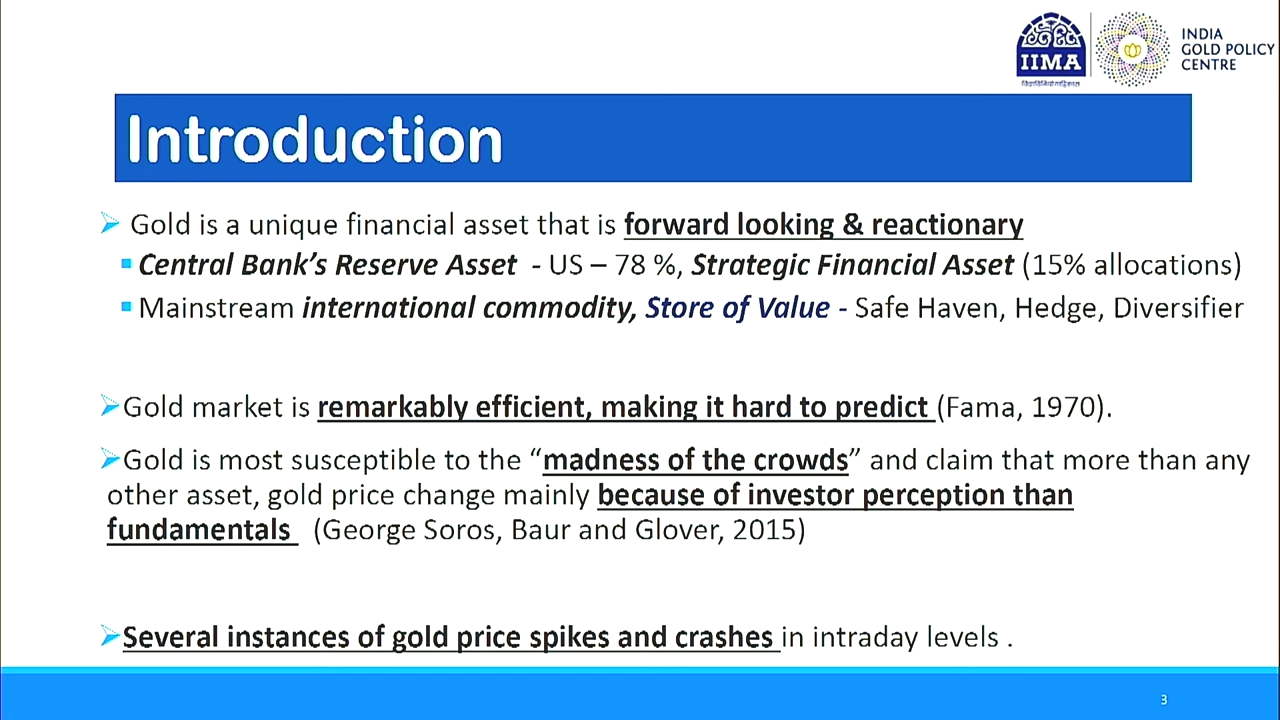 IIMA
INDIA
GOLD POLICY
CENTRE
Introduction
Gold is a unique financial asset that is forward looking & reactionary
Central Bank's Reserve Asset - US – 78 %, Strategic Financial Asset (15% allocations)
Mainstream international commodity, Store of Value - Safe Haven, Hedge, Diversifier
Gold market is remarkably efficient, making it hard to predict (Fama, 1970).
Gold is most susceptible to the “madness of the crowds” and claim that more than any
other asset, gold price change mainly because of investor perception than
fundamentals (George Soros, Baur and Glover, 2015)
Several instances of gold price spikes and crashes in intraday levels .
3